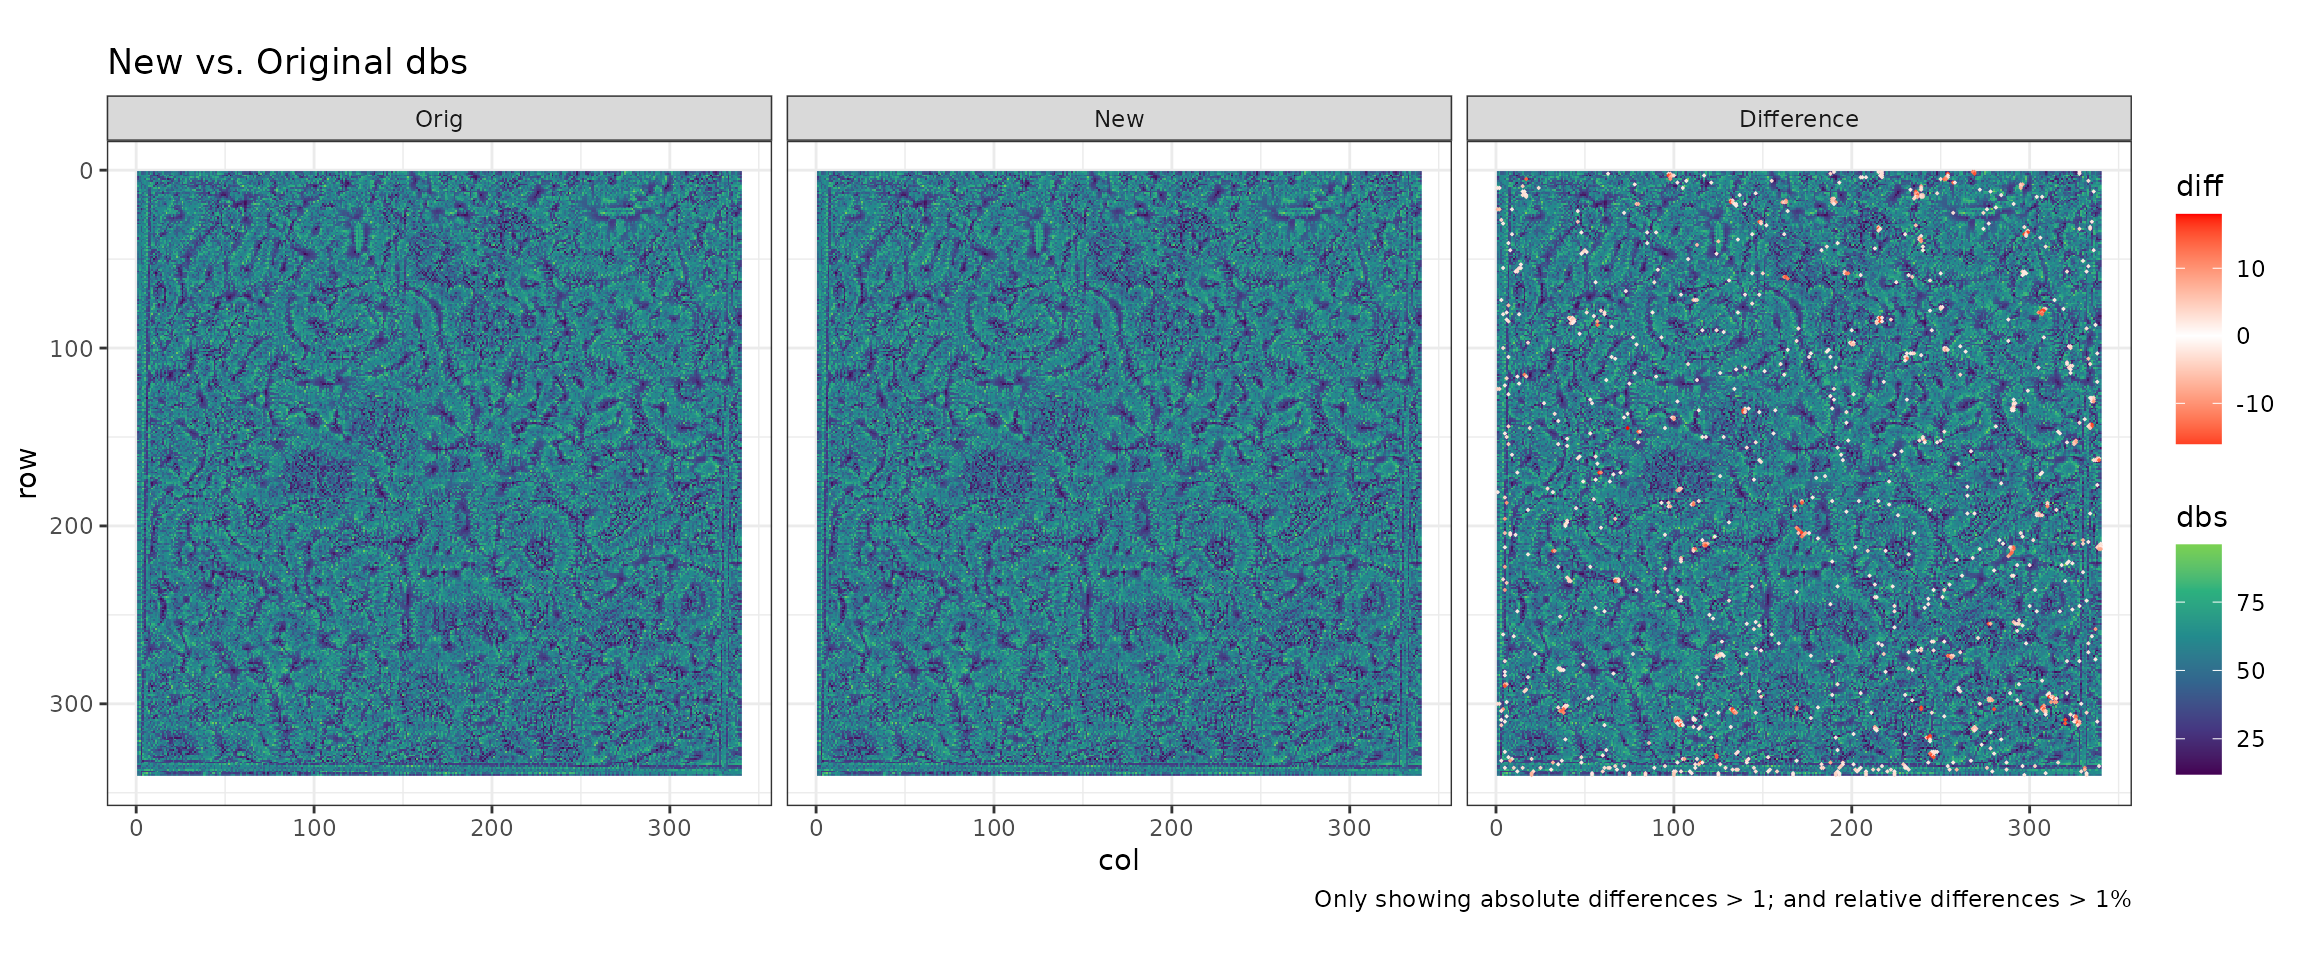 New vs. Original dbs
Orig
New
Difference
0
100
200
300
row
0
100
200
300
0
100
200
300
0
100
200
300
col
diff
10
0
-10
dbs
75
50
25
Only showing absolute differences > 1; and relative differences > 1%